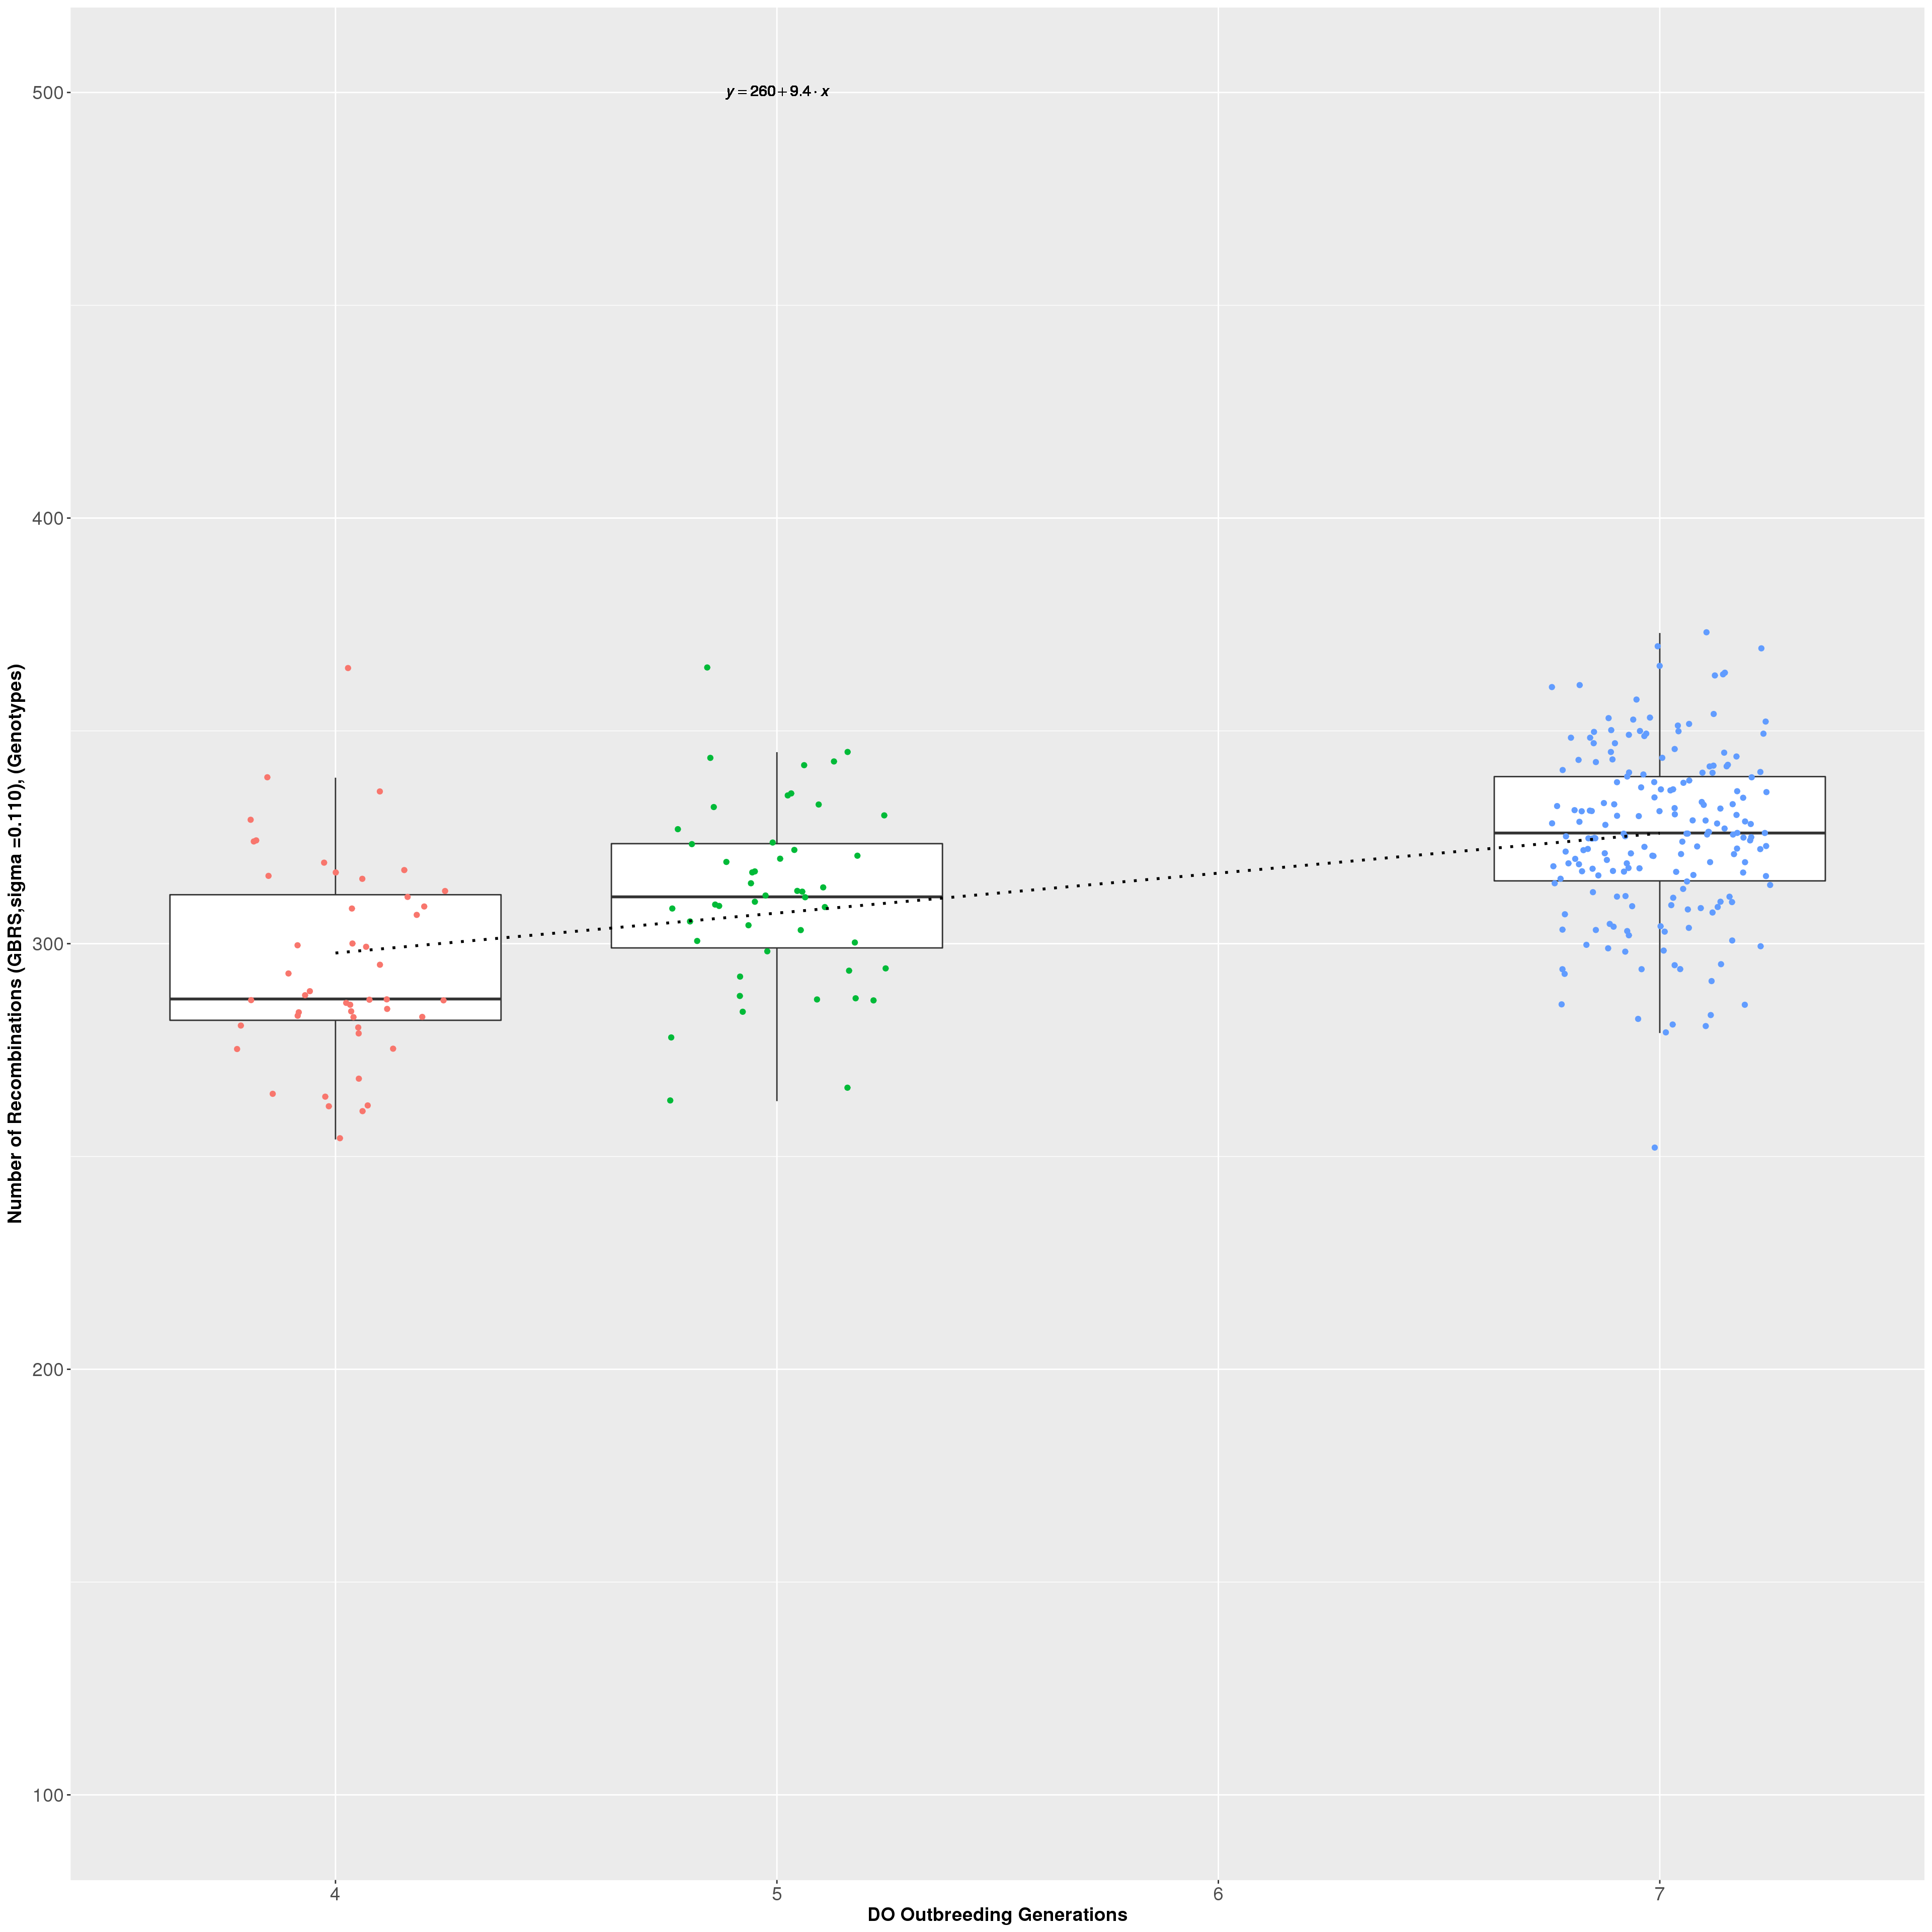 500
y = 260+9.4 · x
400
300
200
100
Number of Recombinations (GBRS,sigma =0.110), (Genotypes)
4 5 6 7
DO Outbreeding Generations